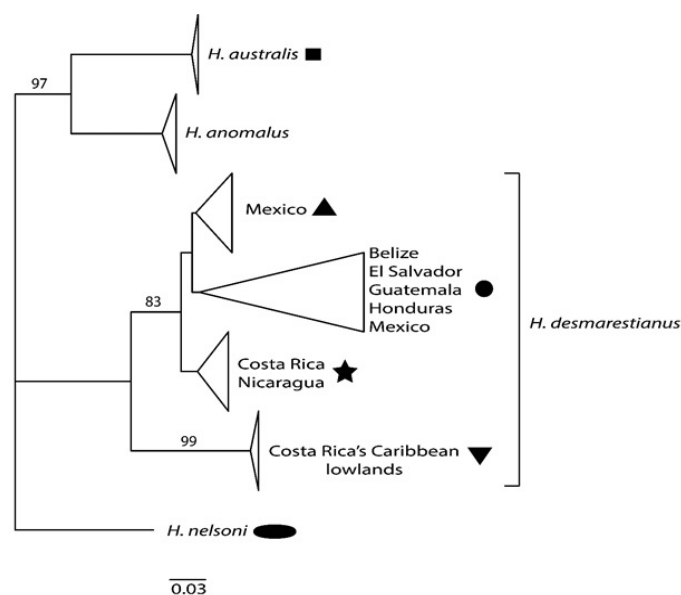 97
H. australis
H. anomalus
Mexico
Belize
El Salvador
Guatemala
Honduras
Mexico
83
H. desmarestianus
Costa Rica
Nicaragua
99
Costa Rica’s Caribbean
lowlands
H. nelsoni
0.03